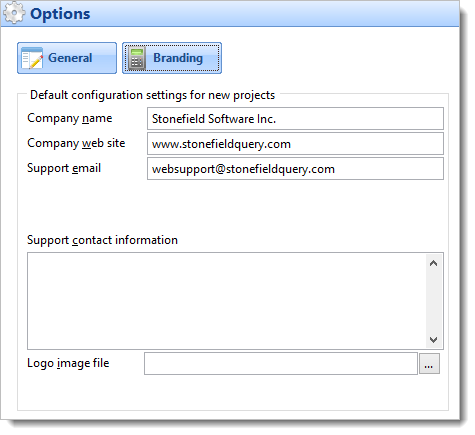 Options
General Branding
Default configuration settings for new projects
Company name Stonefield Software Inc.
Company web site www.stonefieldquery.com
Support email websupport@stonefieldquery.com
Support contact information
Logo image file ...